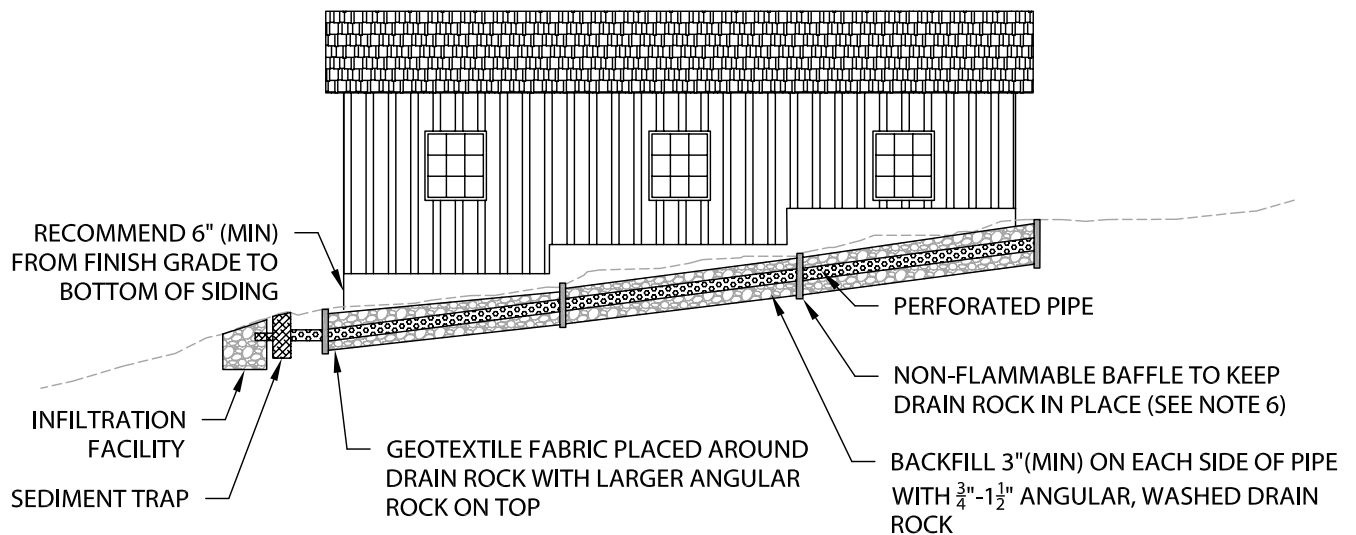 RECOMMEND 6" (MIN)
FROM FINISH GRADE TO
BOTTOM OF SIDING
PERFORATED PIPE
NON-FLAMMABLE BAFFLE TO KEEP
DRAIN ROCK IN PLACE (SEE NOTE 6)
INFILTRATION
FACILITY
GEOTEXTILE FABRIC PLACED AROUND
DRAIN ROCK WITH LARGER ANGULAR
ROCK ON TOP
BACKFILL 3"(MIN) ON EACH SIDE OF PIPE
WITH 3/4"-1 1/2" ANGULAR, WASHED DRAIN
ROCK
SEDIMENT TRAP